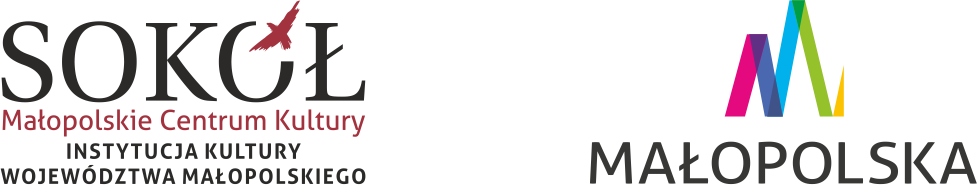 SOKÓŁ
Małopolskie Centrum Kultury
INSTYTUCJA KULTURY
WOJEWÓDZTWA MAŁOPOLSKIEGO
MAŁOPOLSKA